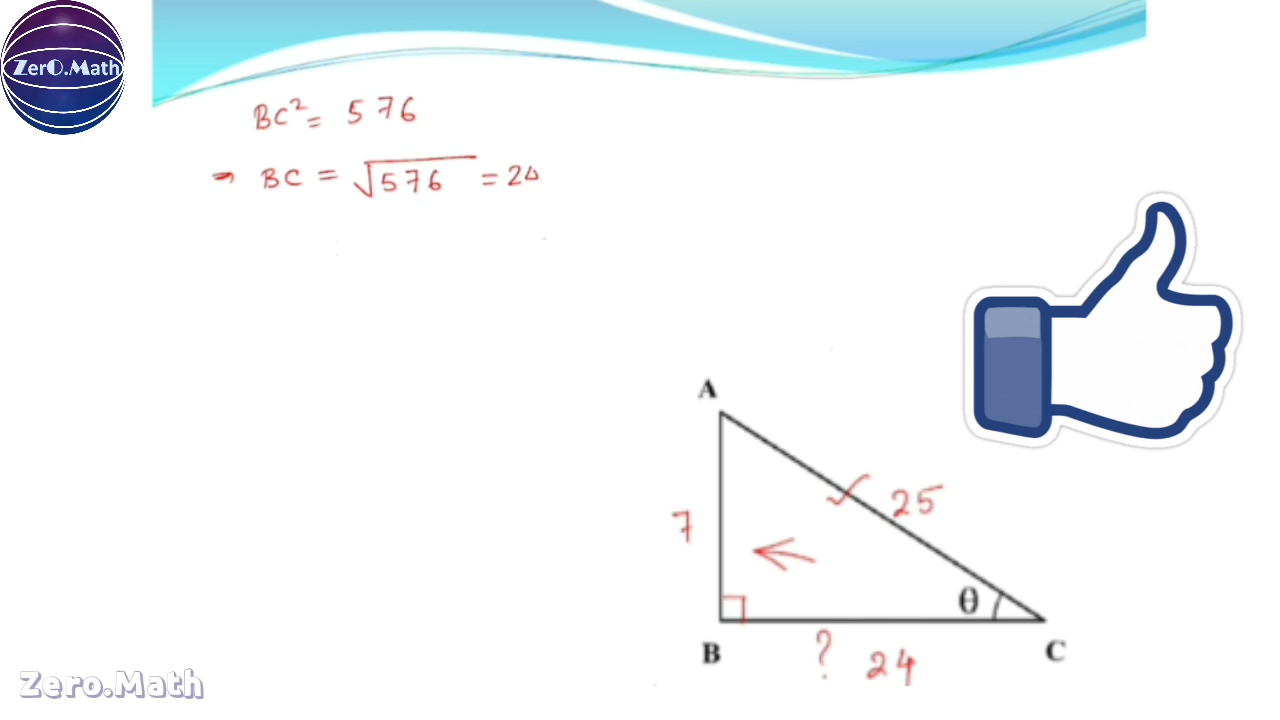 ZerO.Math
BC² = 576
⇒ BC = √576 = 24
A
25
7
θ
B
? 24
C
Zero.Math